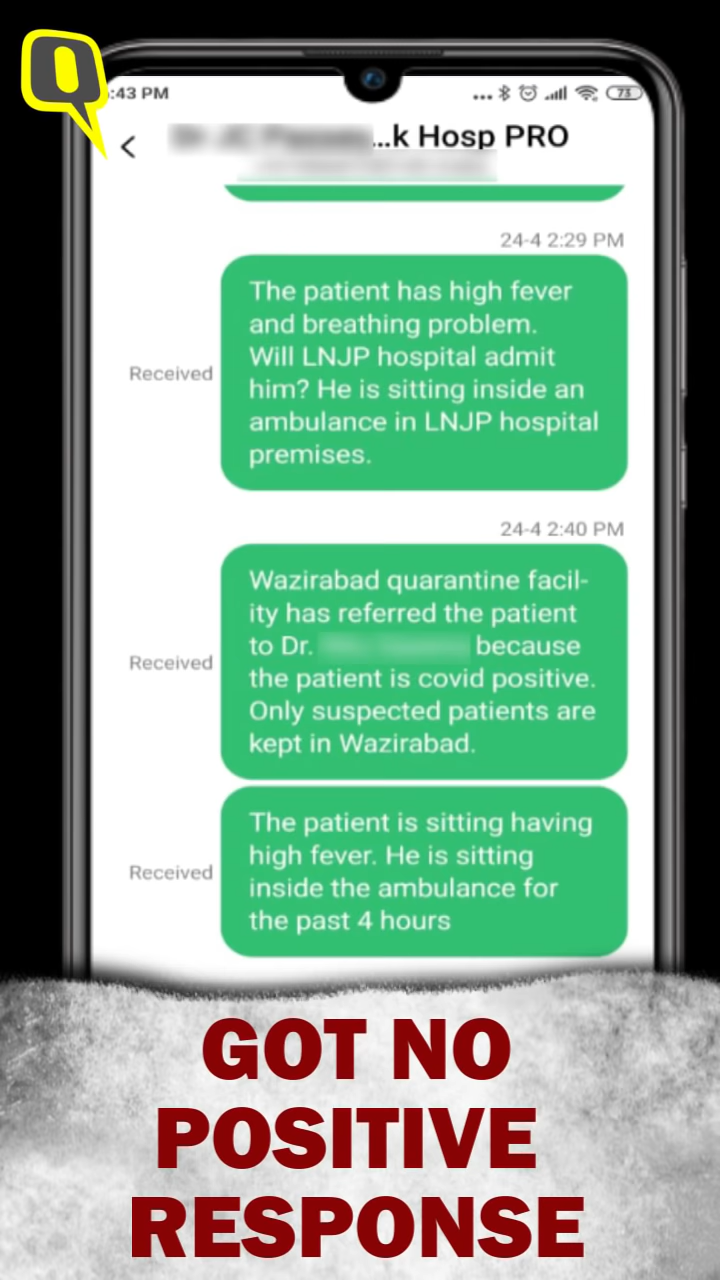 :43 PM
73
...k Hosp PRO
24-4 2:29 PM
The patient has high fever
and breathing problem.
Will LNJP hospital admit
Received
him? He is sitting inside an
ambulance in LNJP hospital
premises.
24-4 2:40 PM
Wazirabad quarantine facil-
ity has referred the patient
to Dr. because
Received
the patient is covid positive.
Only suspected patients are
kept in Wazirabad.
The patient is sitting having
high fever. He is sitting
Received
inside the ambulance for
the past 4 hours
GOT NO
POSITIVE
RESPONSE